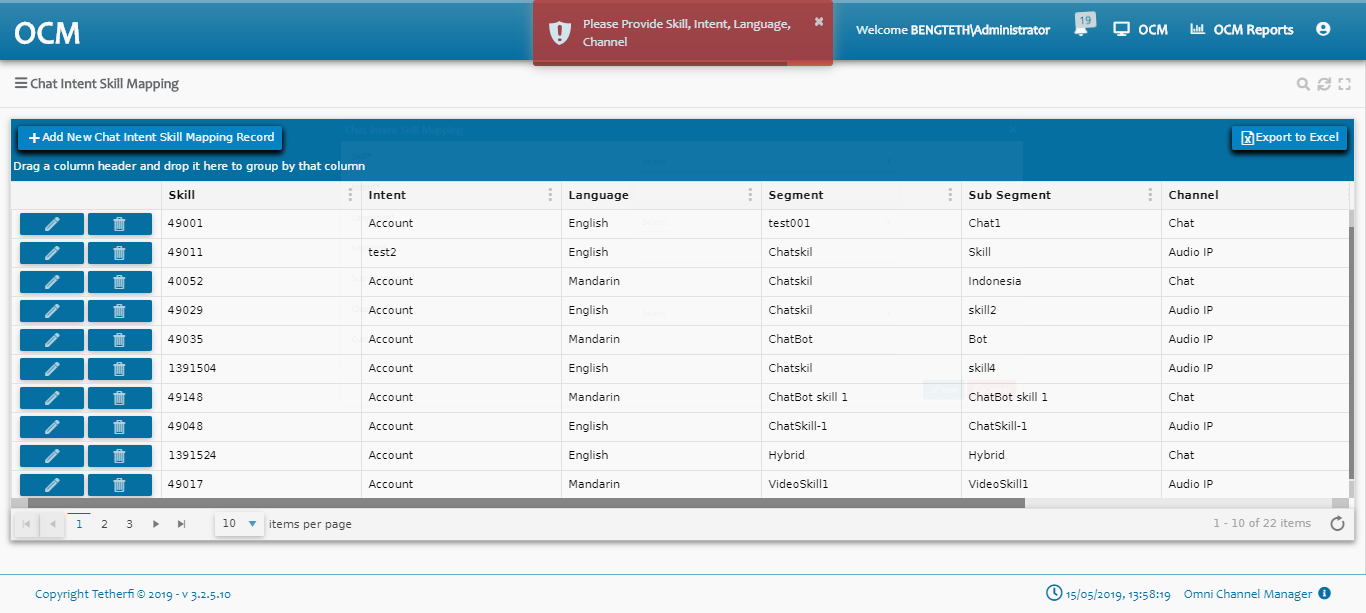 OCM
Please Provide Skill, Intent, Language,
Channel
Welcome BENGTETH\Administrator
19
OCM
OCM Reports
Chat Intent Skill Mapping
Add New Chat Intent Skill Mapping Record
Export to Excel
Drag a column header and drop it here to group by that column
Skill Intent Language Segment Sub Segment Channel
49001 Account English test001 Chat1 Chat
49011 test2 English Chatskil Skill Audio IP
40052 Account Mandarin Chatskil Indonesia Chat
49029 Account English Chatskil skill2 Audio IP
49035 Account Mandarin ChatBot Bot Audio IP
1391504 Account English Chatskil skill4 Audio IP
49148 Account Mandarin ChatBot skill 1 ChatBot skill 1 Chat
49048 Account English ChatSkill-1 ChatSkill-1 Audio IP
1391524 Account English Hybrid Hybrid Chat
49017 Account Mandarin VideoSkill1 VideoSkill1 Audio IP
1 2 3 10 items per page 1 - 10 of 22 items
Copyright Tetherfi © 2019 - v 3.2.5.10
15/05/2019, 13:58:19 Omni Channel Manager